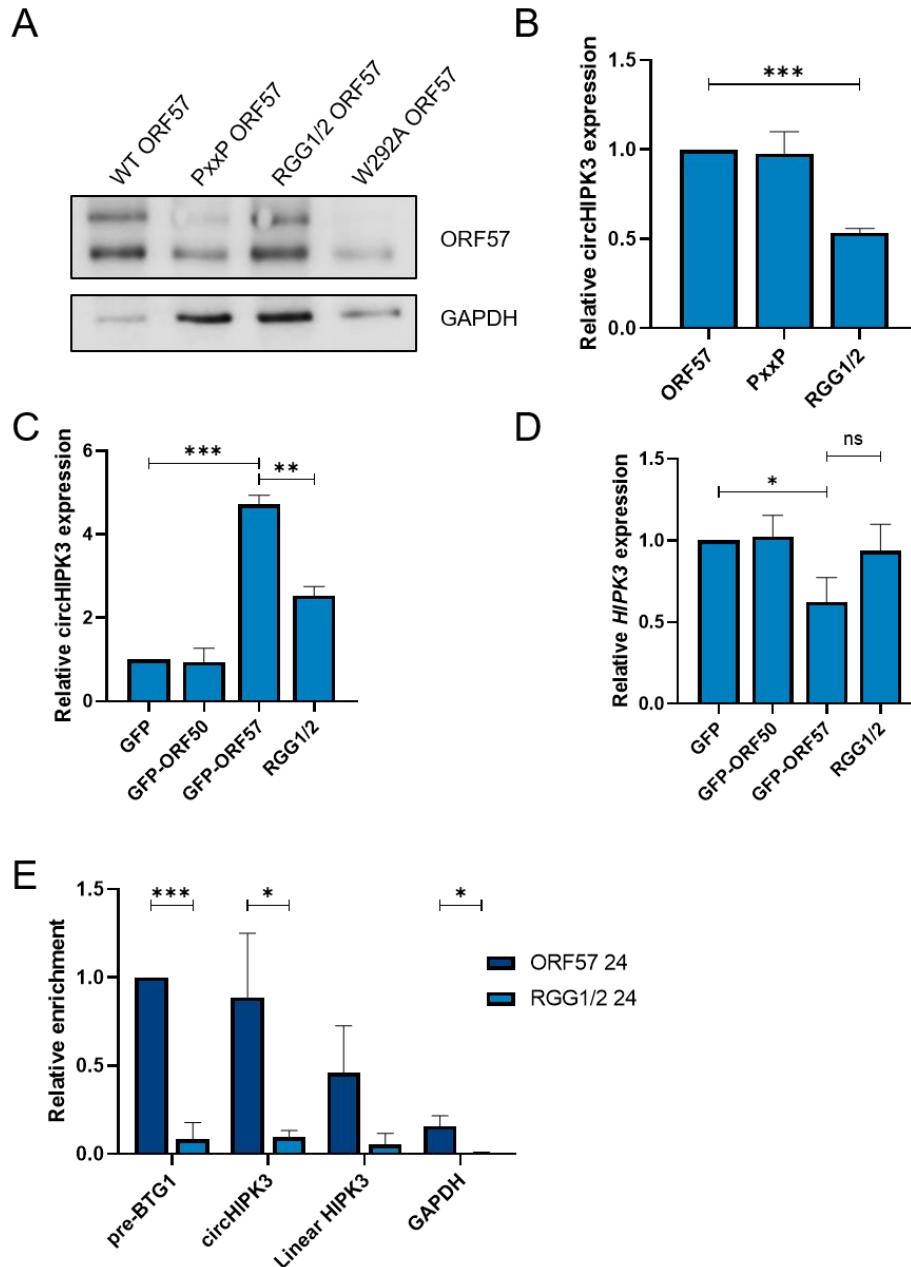 A
WT ORF57
PxxP ORF57
RGG1/2 ORF57
W292A ORF57
ORF57
GAPDH
B
Relative circHIPK3 expression
1.5
1.0
0.5
0.0
***
ORF57
PxxP
RGG1/2
C
Relative circHIPK3 expression
6
4
2
0
***
**
GFP
GFP-ORF50
GFP-ORF57
RGG1/2
D
Relative HIPK3 expression
1.5
1.0
0.5
0.0
*
ns
GFP
GFP-ORF50
GFP-ORF57
RGG1/2
E
Relative enrichment
1.5
1.0
0.5
0.0
***
*
*
pre-BTG1
circHIPK3
Linear HIPK3
GAPDH
ORF57 24
RGG1/2 24